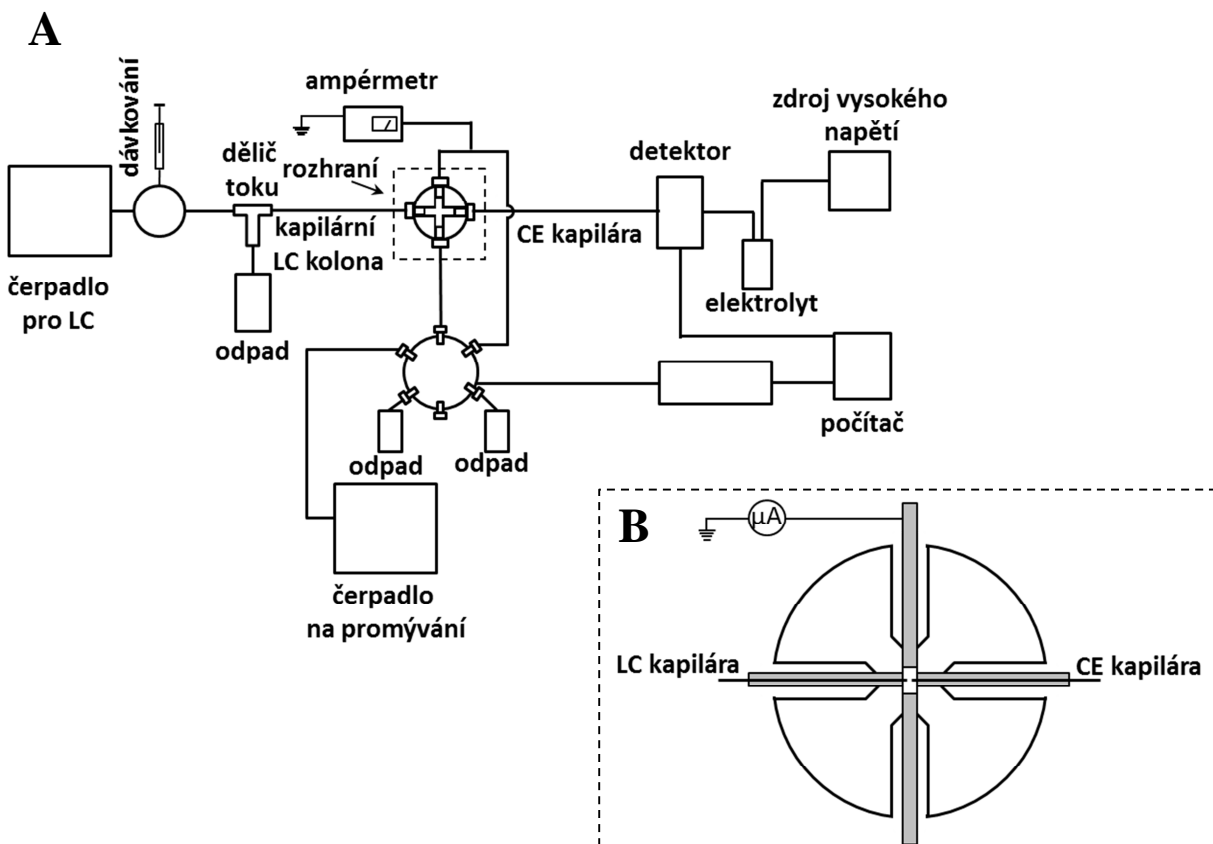 A
dávkování
ampérmetr
zdroj vysokého
napětí
dělič
toku
rozhraní
detektor
kapilární
LC kolona
CE kapilára
čerpadlo
pro LC
odpad
elektrolyt
počítač
odpad
odpad
čerpadlo
na promývání
B
µA
LC kapilára
CE kapilára